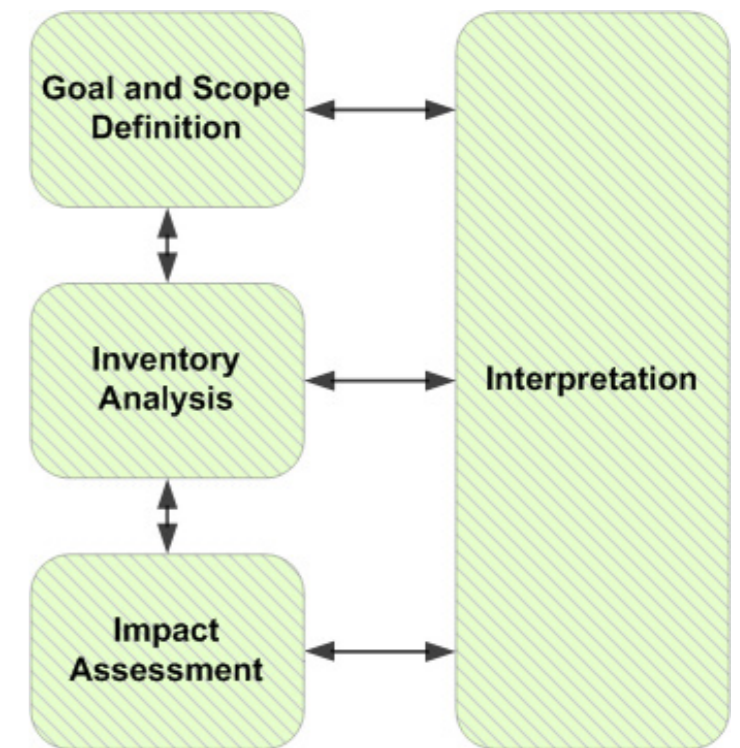 Goal and Scope
Definition
Inventory
Analysis
Interpretation
Impact
Assessment